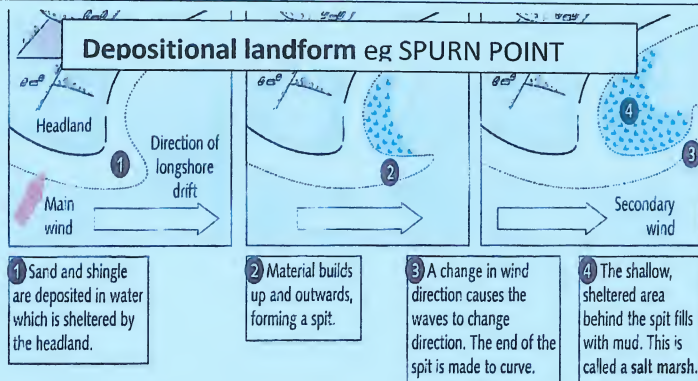 Depositional landform eg SPURN POINT
Headland
1
Direction of
longshore
drift
Main
wind
2
4
3
Secondary
wind
1 Sand and shingle
are deposited in water
which is sheltered by
the headland.
2 Material builds
up and outwards,
forming a spit.
3 A change in wind
direction causes the
waves to change
direction. The end of the
spit is made to curve.
4 The shallow,
sheltered area
behind the spit fills
with mud. This is
called a salt marsh.